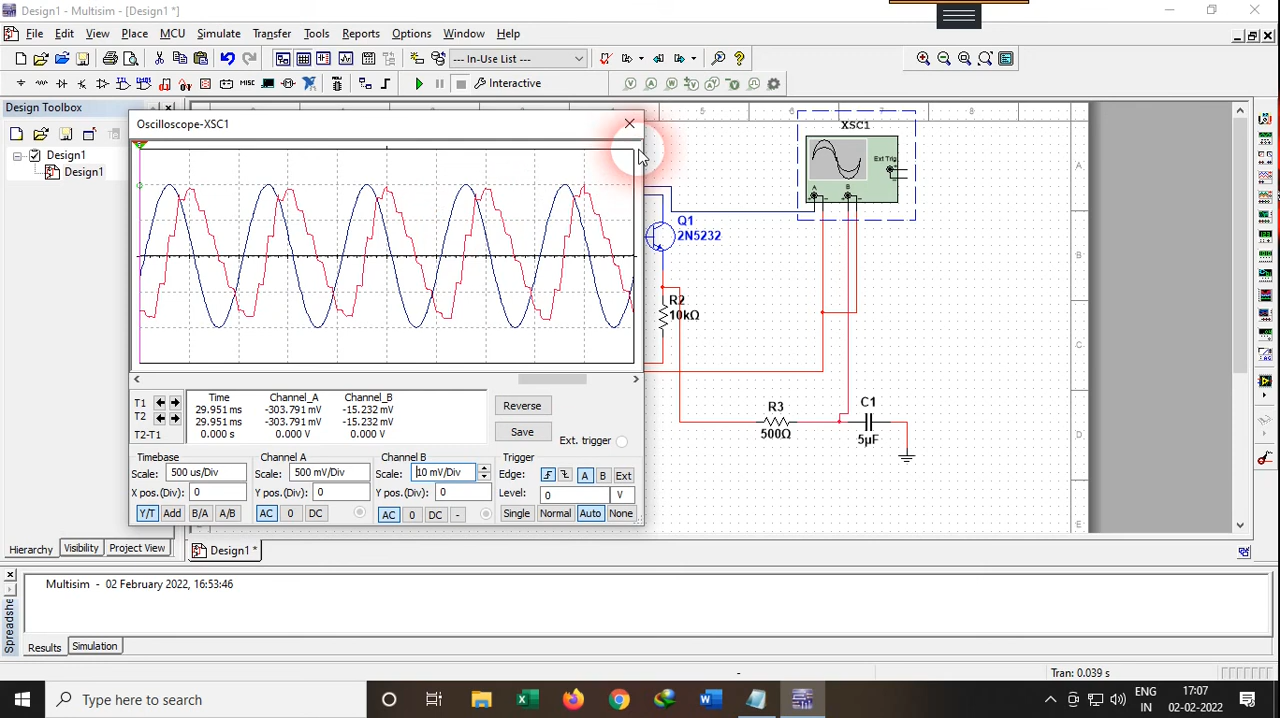 Design1 - Multisim - [Design1 *]
File Edit View Place MCU Simulate Transfer Tools Reports Options Window Help
--- In-Use List ---
MISC Interactive
Design Toolbox
Design1
Design1
Oscilloscope-XSC1
5 6 7 8
XSC1
Ext Trig
A B
Q1
2N5232
R2
10kΩ
R3
500Ω
C1
5µF
A
B
C
D
E
Time Channel_A Channel_B
T1 29.951 ms -303.791 mV -15.232 mV
T2 29.951 ms -303.791 mV -15.232 mV
T2-T1 0.000 s 0.000 V 0.000 V
Reverse
Save
Ext. trigger
Timebase Channel A Channel B Trigger
Scale: 500 us/Div Scale: 500 mV/Div Scale: 10 mV/Div Edge: A B Ext
X pos.(Div): 0 Y pos.(Div): 0 Y pos.(Div): 0 Level: 0 V
Y/T Add B/A A/B AC 0 DC AC 0 DC - Single Normal Auto None
Hierarchy Visibility Project View Design1 *
Multisim - 02 February 2022, 16:53:46
Spreadshe
Results Simulation
- Tran: 0.039 s
Type here to search
ENG 17:07
IN 02-02-2022